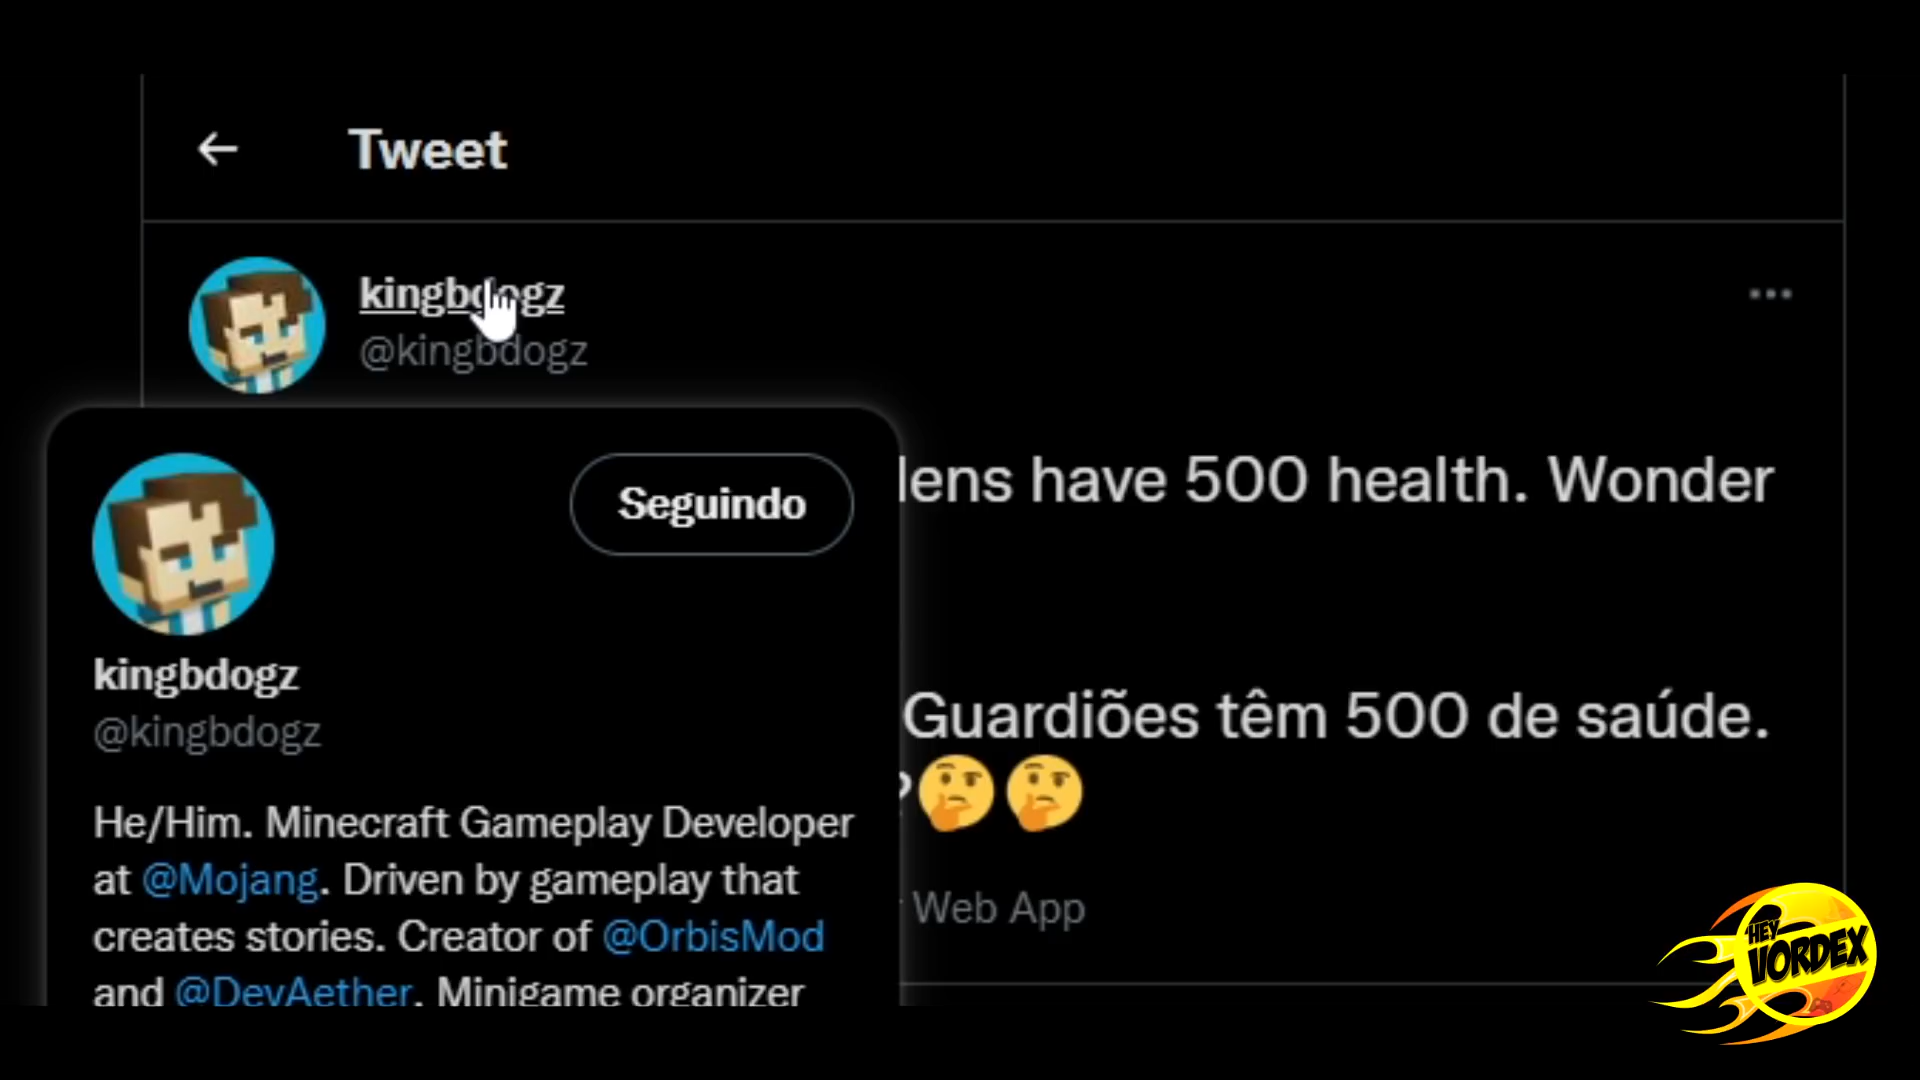 Tweet
kingbdogz
@kingbdogz
Seguindo
kingbdogz
@kingbdogz
He/Him. Minecraft Gameplay Developer
at @Mojang. Driven by gameplay that
creates stories. Creator of @OrbisMod
and @DevAether. Minigame organizer
lens have 500 health. Wonder
Guardiões têm 500 de saúde.
?🤔🤔
Web App
HEY
VORDEX